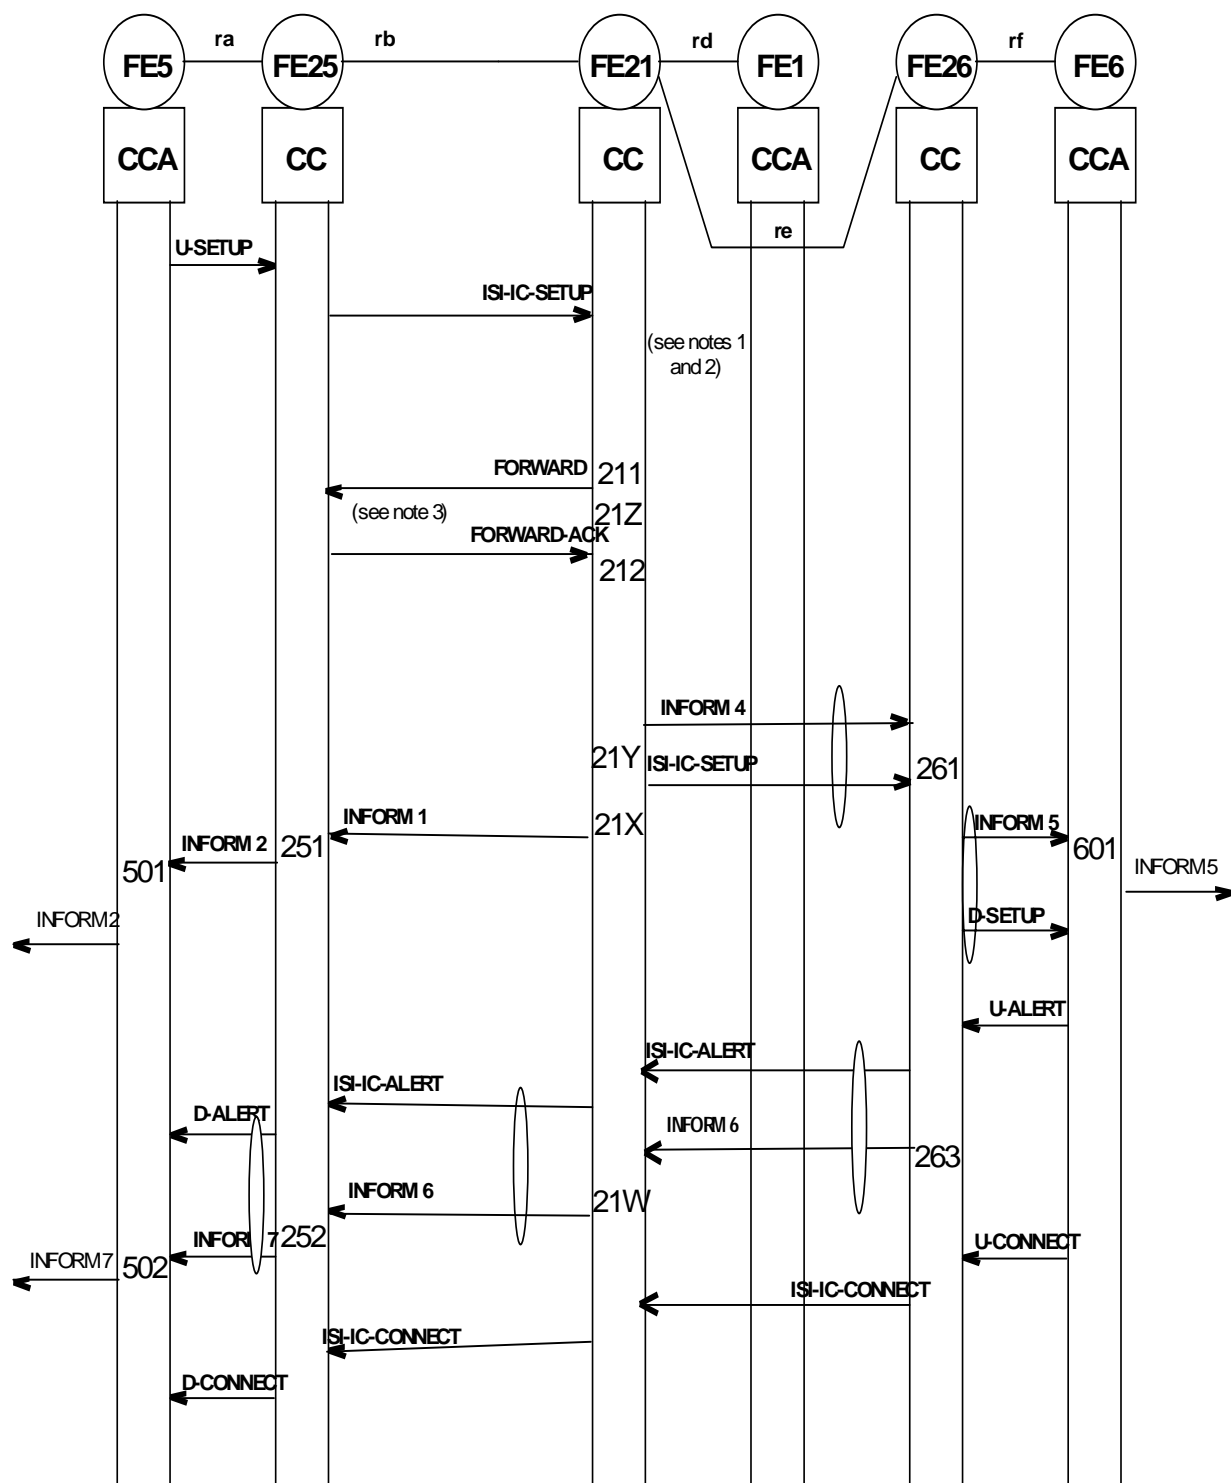 ra rb rd rf
FE5 FE25 FE21 FE1 FE26 FE6
CCA CC CC CCA CC CCA
re
U-SETUP
ISI-IC-SETUP
(see notes 1
and 2)
FORWARD 211
(see note 3) 21Z
FORWARD-ACK
212
INFORM 4
21Y ISI-IC-SETUP 261
INFORM 1 21X INFORM 5
INFORM 2 251 601
501 INFORM5
INFORM2 D-SETUP
U-ALERT
ISI-IC-ALERT
ISI-IC-ALERT
D-ALERT
INFORM 6 263
INFORM 6 21W
INFORM 7 252 U-CONNECT
INFORM7 502
ISI-IC-CONNECT
ISI-IC-CONNECT
D-CONNECT